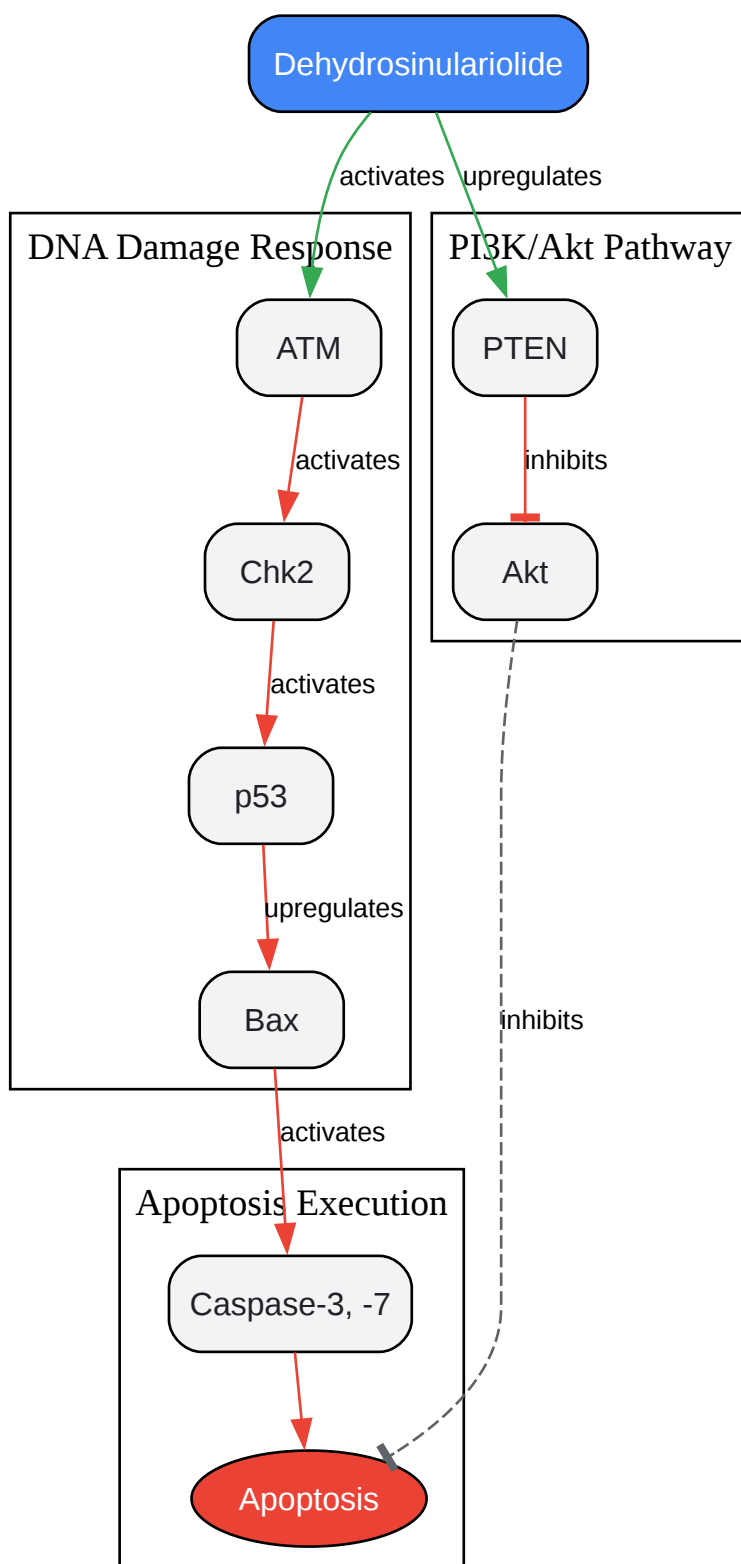 Dehydrosinulariolide
activates
upregulates
DNA Damage Response
PI3K/Akt Pathway
ATM
PTEN
activates
inhibits
Chk2
Akt
activates
p53
upregulates
Bax
inhibits
activates
Apoptosis Execution
Caspase-3, -7
Apoptosis